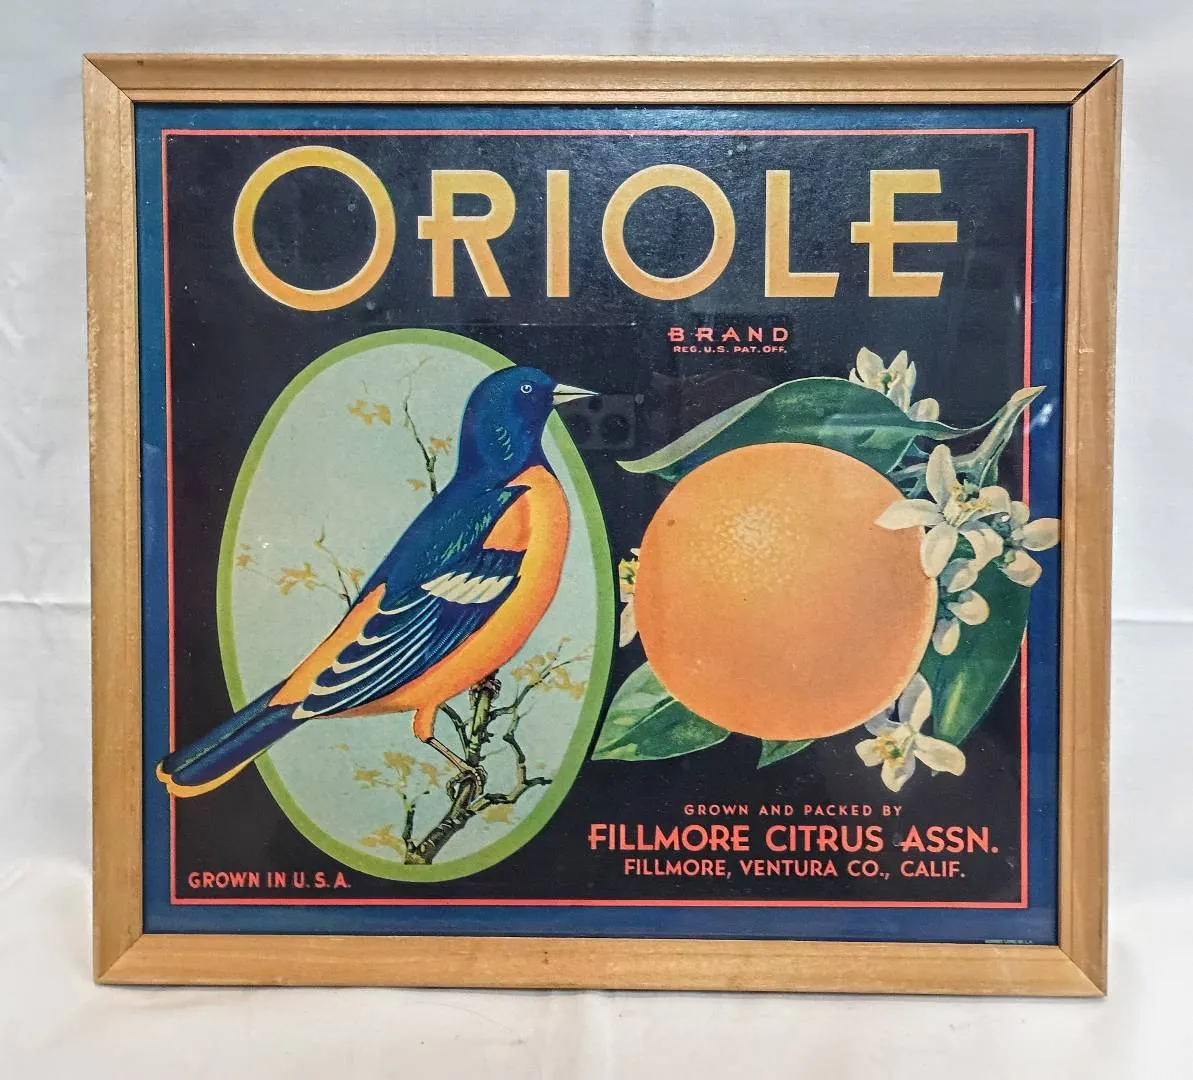 ORIOLE
BRAND
REG. U.S. PAT. OFF.
GROWN AND PACKED BY
FILLMORE CITRUS ASSN.
FILLMORE, VENTURA CO., CALIF.
GROWN IN U.S.A.